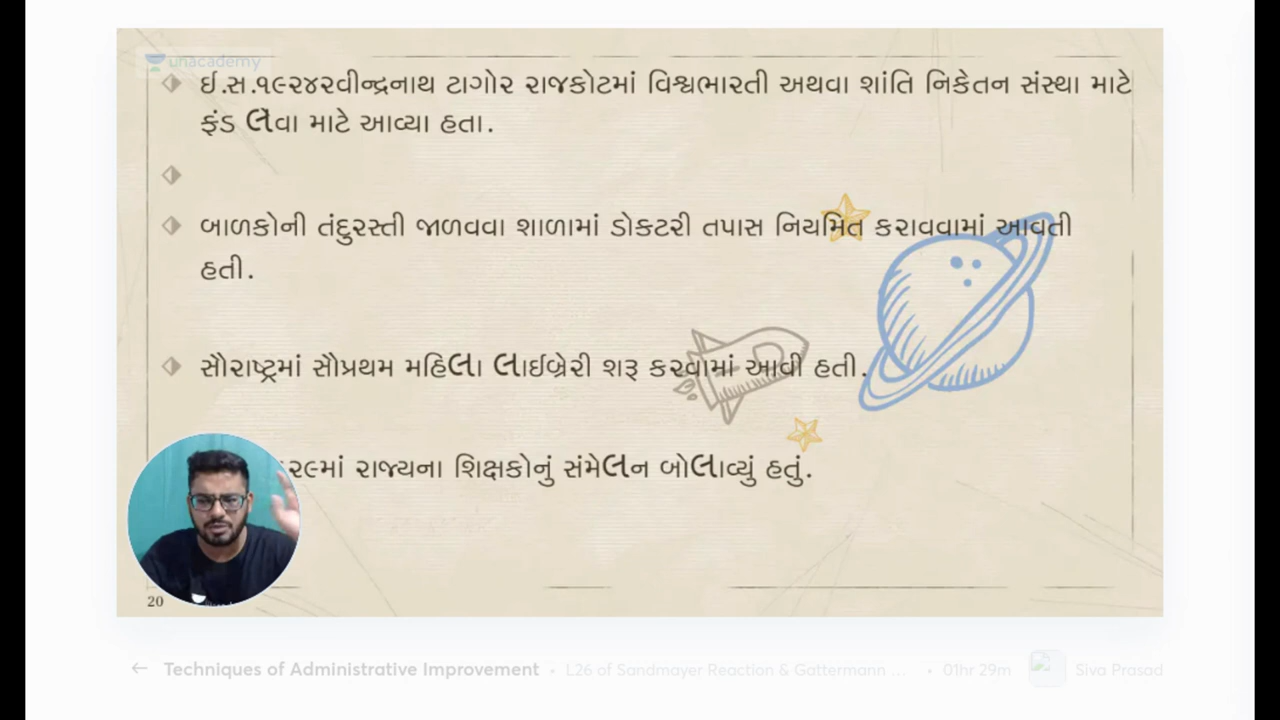 unacademy
ઈ.સ.૧૯૨૪રવીન્દ્રનાથ ટાગોર રાજકોટમાં વિશ્વભારતી અથવા શાંતિ નિકેતન સંસ્થા માટે
ફંડ લેવા માટે આવ્યા હતા.
બાળકોની તંદુરસ્તી જાળવવા શાળામાં ડોકટરી તપાસ નિયમિત કરાવવામાં આવતી
હતી.
સૌરાષ્ટ્રમાં સૌપ્રથમ મહિલા લાઈબ્રેરી શરૂ કરવામાં આવી હતી.
૨૯માં રાજ્યના શિક્ષકોનું સંમેલન બોલાવ્યું હતું.
20
Techniques of Administrative Improvement • L26 of Sandmayer Reaction & Gattermann ... • 01hr 29m Siva Prasad